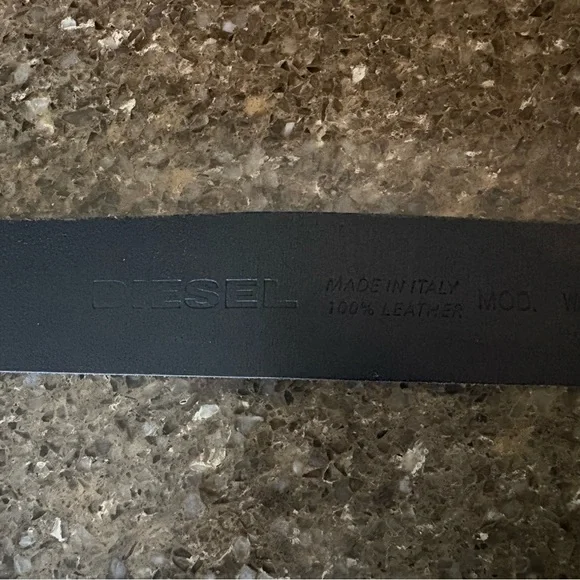 DIESEL
MADE IN ITALY
100% LEATHER
MOD.